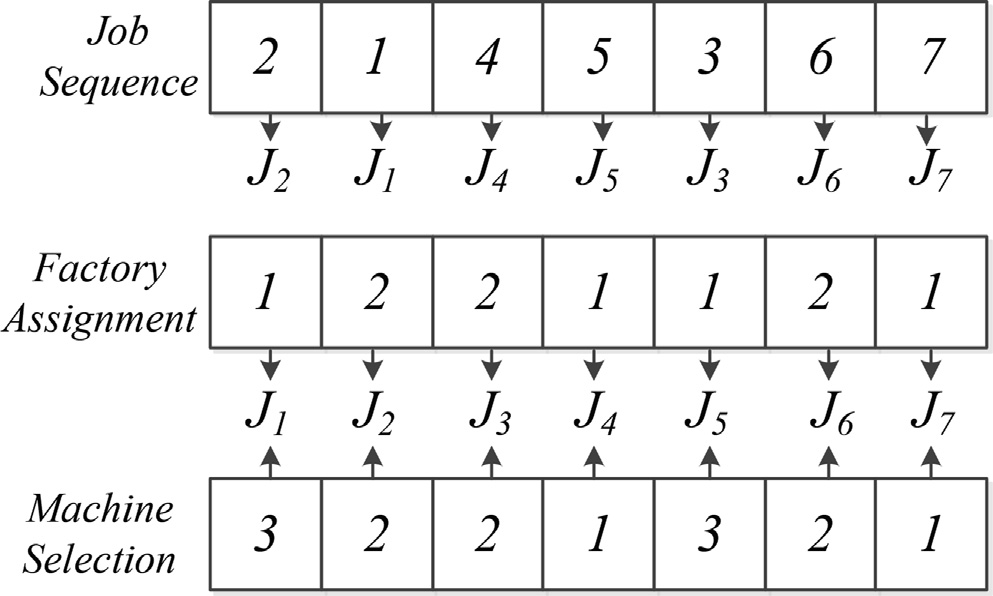 Job
Sequence
2 1 4 5 3 6 7
J2 J1 J4 J5 J3 J6 J7
Factory
Assignment
1 2 2 1 1 2 1
J1 J2 J3 J4 J5 J6 J7
Machine
Selection
3 2 2 1 3 2 1